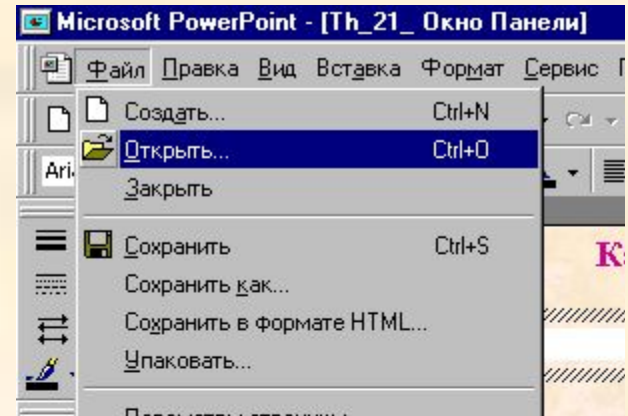 Microsoft PowerPoint - [Th_21_ Окно Панели]
Файл Правка Вид Вставка Формат Сервис
Создать... Ctrl+N
Открыть... Ctrl+O
Ari
Закрыть
Сохранить Ctrl+S
Сохранить как...
Сохранить в формате HTML...
Упаковать...